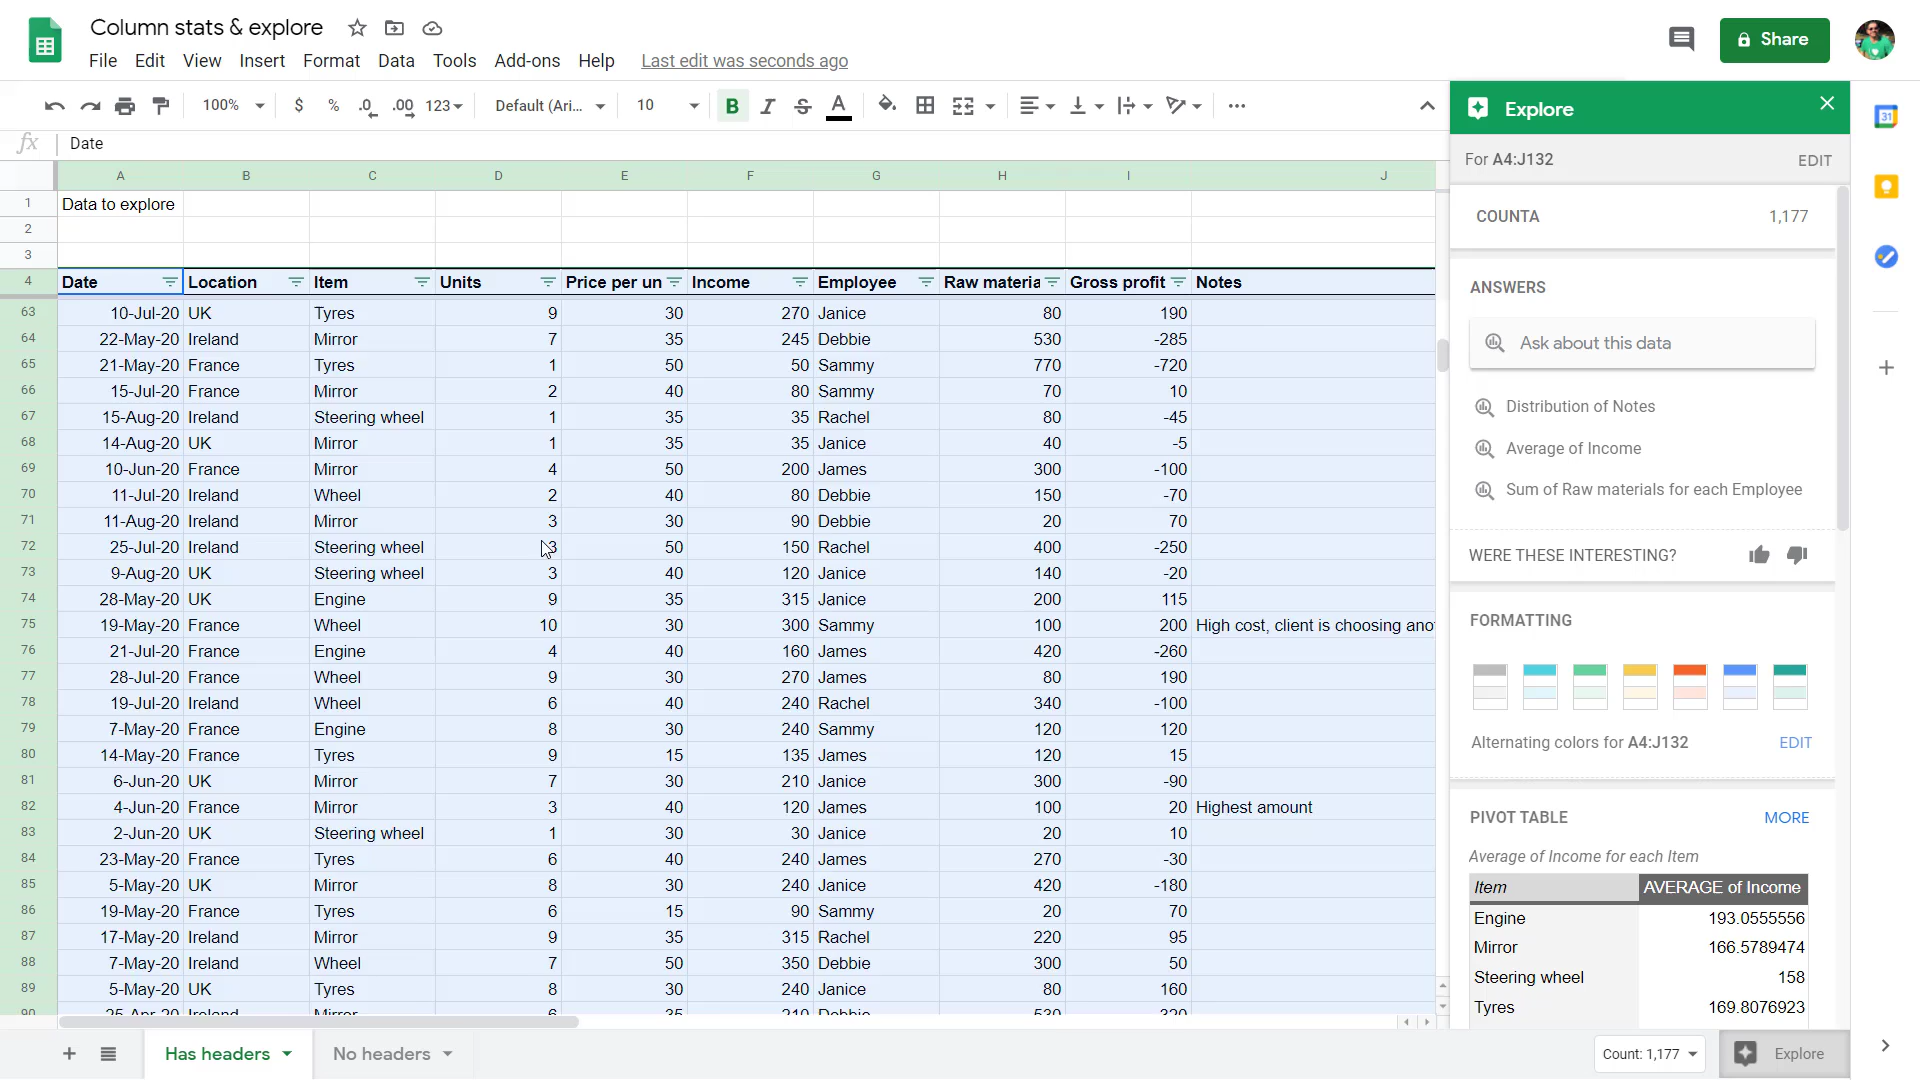 Column stats & explore
File Edit View Insert Format Data Tools Add-ons Help Last edit was seconds ago
Share
100% $ % .0 .00 123 Default (Ari... 10 B I S A
fx Date
A B C D E F G H I J
1 Data to explore
2
3
4 Date Location Item Units Price per un Income Employee Raw materia Gross profit Notes
63 10-Jul-20 UK Tyres 9 30 270 Janice 80 190
64 22-May-20 Ireland Mirror 7 35 245 Debbie 530 -285
65 21-May-20 France Tyres 1 50 50 Sammy 770 -720
66 15-Jul-20 France Mirror 2 40 80 Sammy 70 10
67 15-Aug-20 Ireland Steering wheel 1 35 35 Rachel 80 -45
68 14-Aug-20 UK Mirror 1 35 35 Janice 40 -5
69 10-Jun-20 France Mirror 4 50 200 James 300 -100
70 11-Jul-20 Ireland Wheel 2 40 80 Debbie 150 -70
71 11-Aug-20 Ireland Mirror 3 30 90 Debbie 20 70
72 25-Jul-20 Ireland Steering wheel 3 50 150 Rachel 400 -250
73 9-Aug-20 UK Steering wheel 3 40 120 Janice 140 -20
74 28-May-20 UK Engine 9 35 315 Janice 200 115
75 19-May-20 France Wheel 10 30 300 Sammy 100 200 High cost, client is choosing ano
76 21-Jul-20 France Engine 4 40 160 James 420 -260
77 28-Jul-20 France Wheel 9 30 270 James 80 190
78 19-Jul-20 Ireland Wheel 6 40 240 Rachel 340 -100
79 7-May-20 France Engine 8 30 240 Sammy 120 120
80 14-May-20 France Tyres 9 15 135 James 120 15
81 6-Jun-20 UK Mirror 7 30 210 Janice 300 -90
82 4-Jun-20 France Mirror 3 40 120 James 100 20 Highest amount
83 2-Jun-20 UK Steering wheel 1 30 30 Janice 20 10
84 23-May-20 France Tyres 6 40 240 James 270 -30
85 5-May-20 UK Mirror 8 30 240 Janice 420 -180
86 19-May-20 France Tyres 6 15 90 Sammy 20 70
87 17-May-20 Ireland Mirror 9 35 315 Rachel 220 95
88 7-May-20 Ireland Wheel 7 50 350 Debbie 300 50
89 5-May-20 UK Tyres 8 30 240 Janice 80 160
90 25-Apr-20 Ireland Mirror 6 35 210 Debbie 530 320
Has headers No headers
Count: 1,177
Explore
Explore
For A4:J132 EDIT
COUNTA 1,177
ANSWERS
Ask about this data
Distribution of Notes
Average of Income
Sum of Raw materials for each Employee
WERE THESE INTERESTING?
FORMATTING
Alternating colors for A4:J132 EDIT
PIVOT TABLE MORE
Average of Income for each Item
Item AVERAGE of Income
Engine 193.0555556
Mirror 166.5789474
Steering wheel 158
Tyres 169.8076923
31